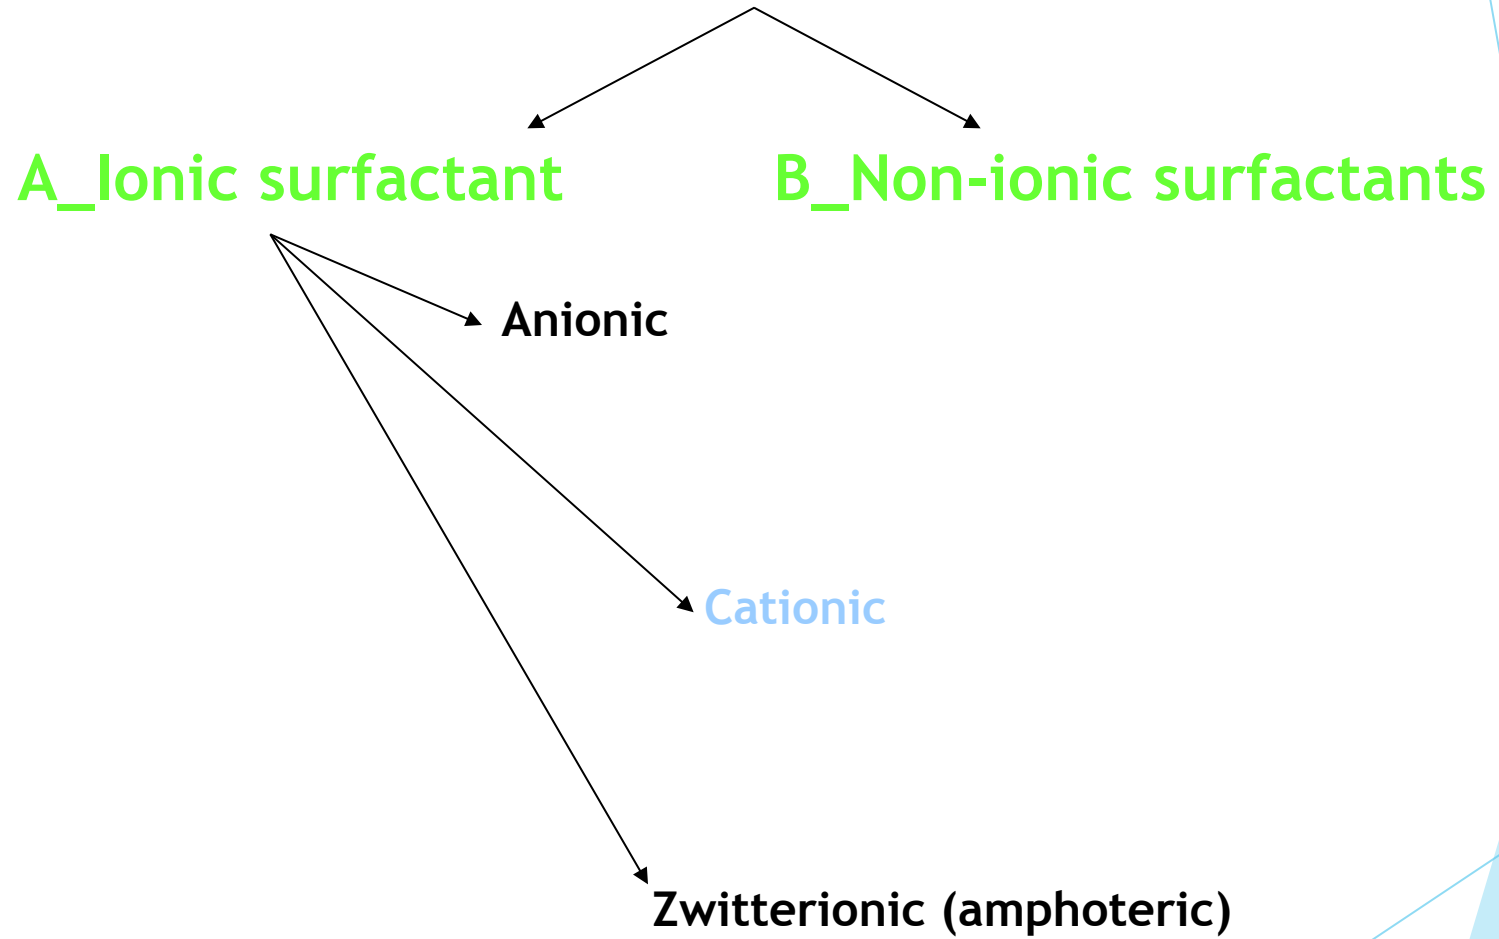 A_Ionic surfactant
B_Non-ionic surfactants
Anionic
Cationic
Zwitterionic (amphoteric)